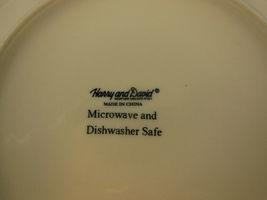 Harry and David®
MADE IN CHINA
Microwave and
Dishwasher Safe